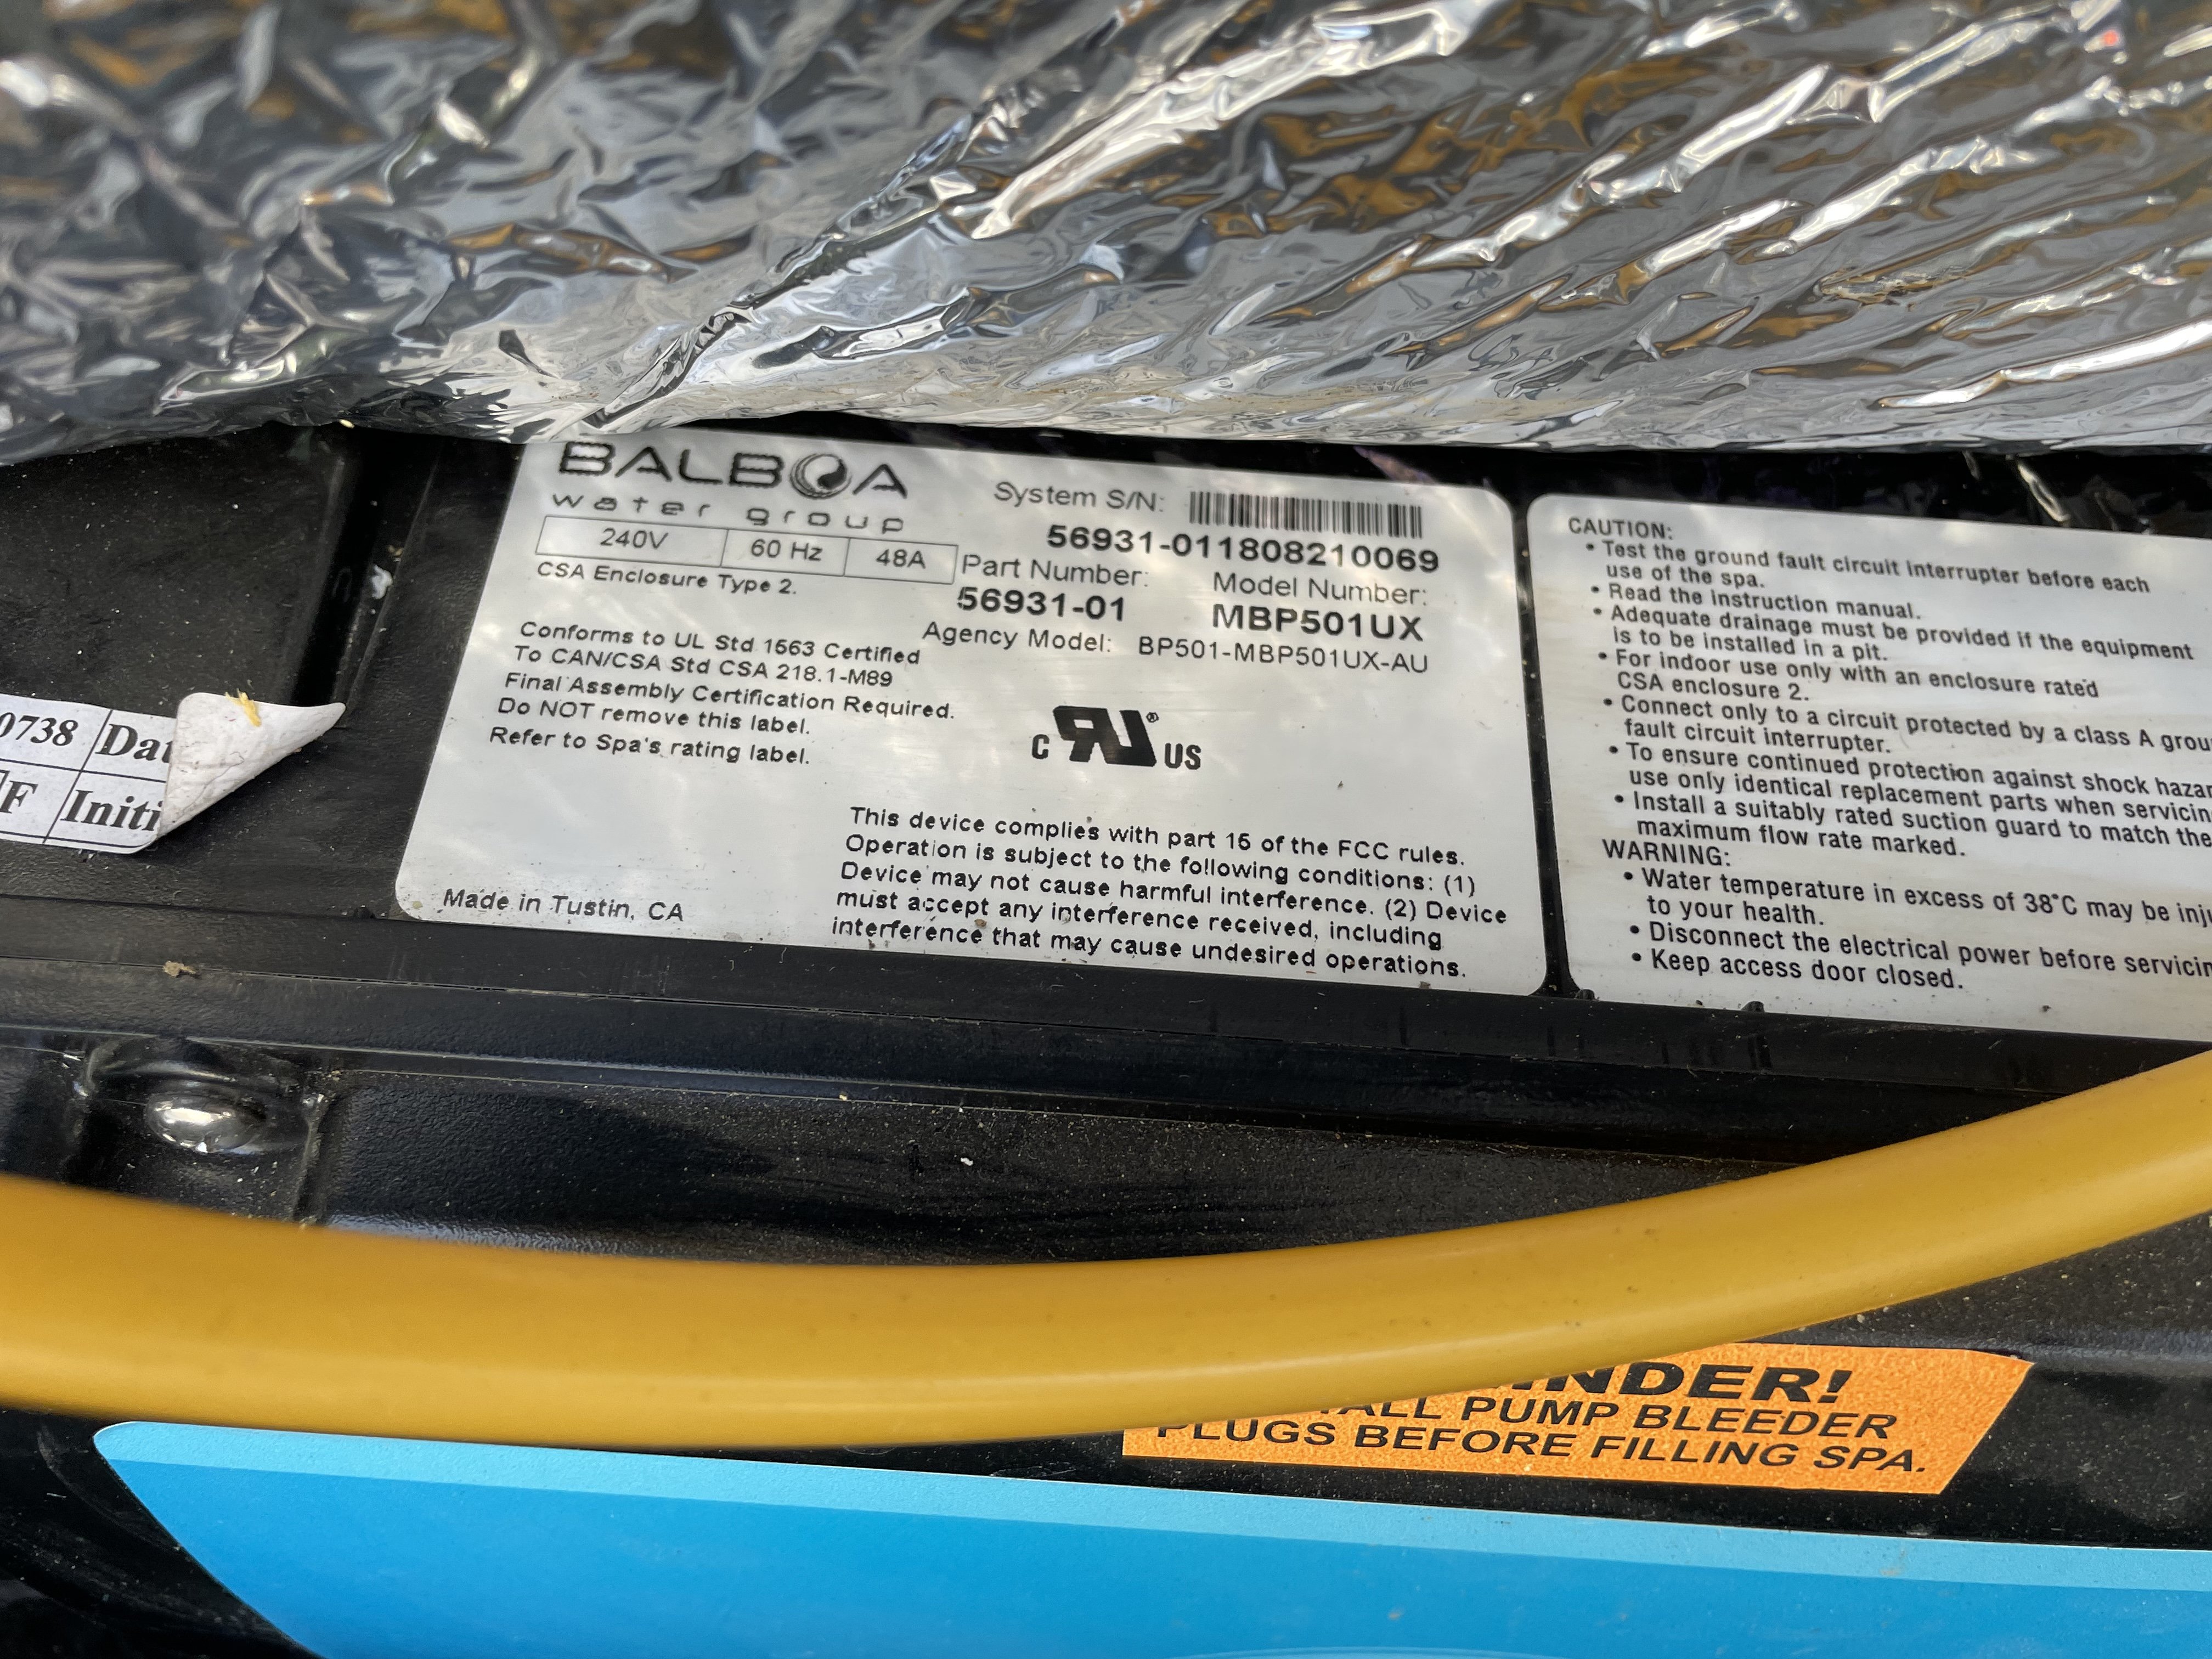 BALBOA
water group
240V 60 Hz 48A
CSA Enclosure Type 2.
System S/N:
56931-011808210069
Part Number: Model Number:
56931-01 MBP501UX
Agency Model: BP501-MBP501UX-AU
Conforms to UL Std 1563 Certified
To CAN/CSA Std CSA 218.1-M89
Final Assembly Certification Required.
Do NOT remove this label.
Refer to Spa's rating label.
C RU® US
This device complies with part 15 of the FCC rules.
Operation is subject to the following conditions: (1)
Device may not cause harmful interference. (2) Device
must accept any interference received, including
interference that may cause undesired operations.
Made in Tustin, CA
CAUTION:
• Test the ground fault circuit interrupter before each
use of the spa.
• Read the instruction manual.
• Adequate drainage must be provided if the equipment
is to be installed in a pit.
• For indoor use only with an enclosure rated
CSA enclosure 2.
• Connect only to a circuit protected by a class A
fault circuit interrupter.
• To ensure continued protection against shock
use only identical replacement parts when
• Install a suitably rated suction guard to match the
maximum flow rate marked.
WARNING:
• Water temperature in excess of 38°C may be
to your health.
• Disconnect the electrical power before
• Keep access door closed.
0738
F
PUMP BLEEDER
PLUGS BEFORE FILLING SPA.